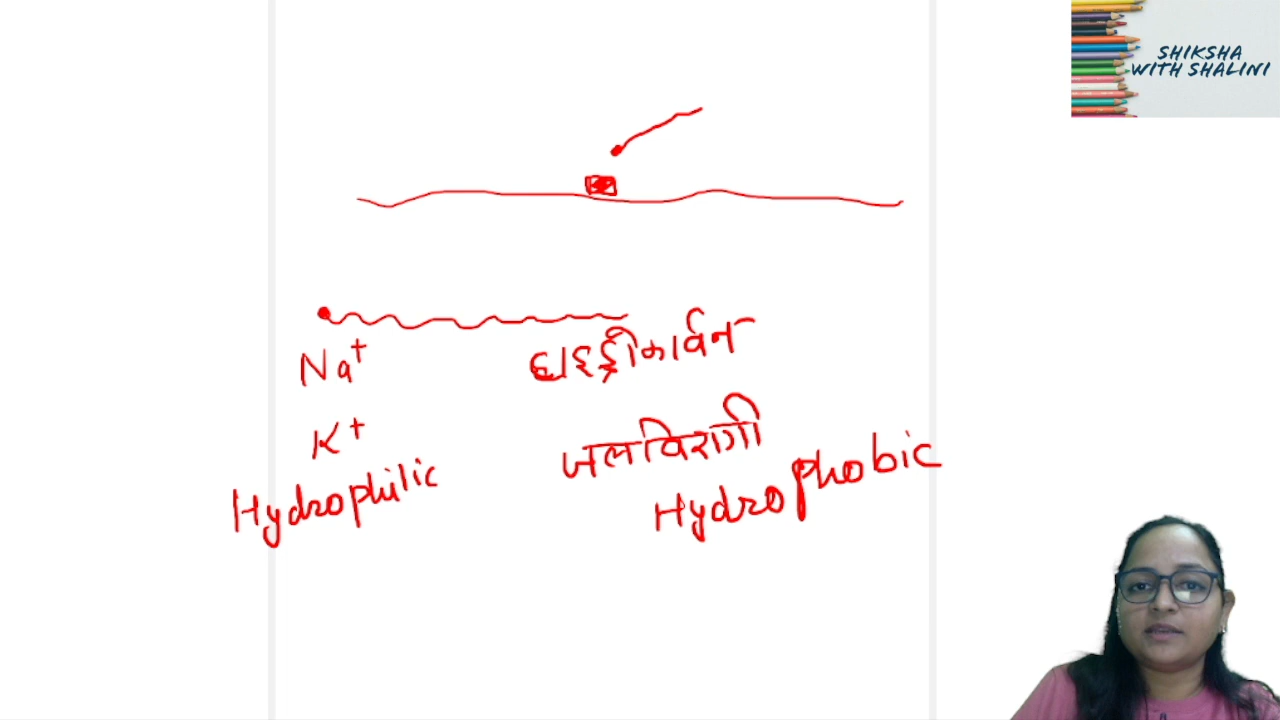 SHIKSHA
WITH SHALINI
Na+
हाइड्रोकार्बन
K+
जलविरागी
Hydrophilic
Hydrophobic